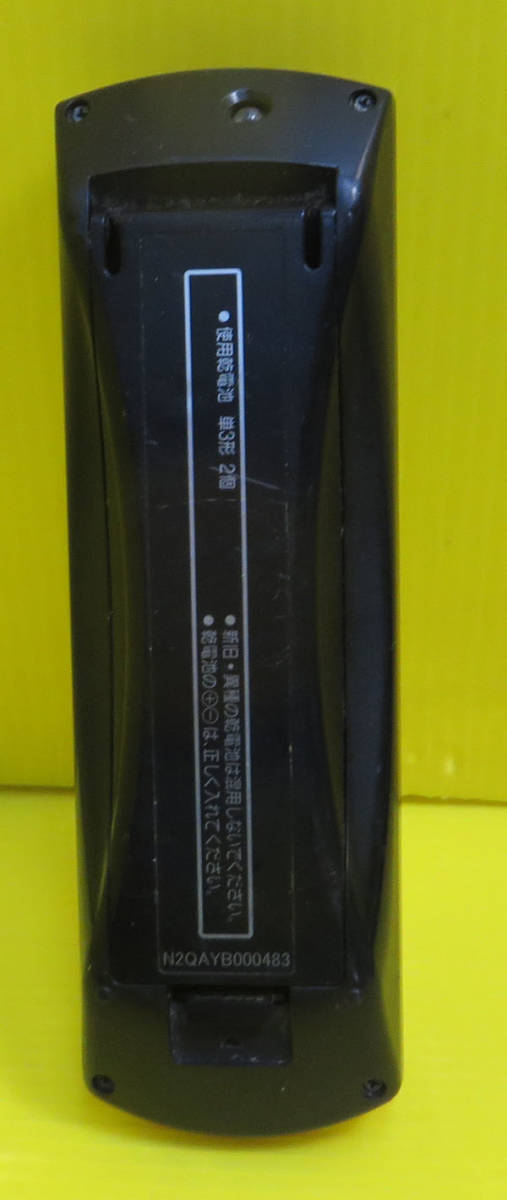 ●使用乾電池 単3形 2個
●新旧・異種の乾電池は混用しないでください。
●乾電池の⊕⊖は、正しく入れてください。
N2QAYB000483